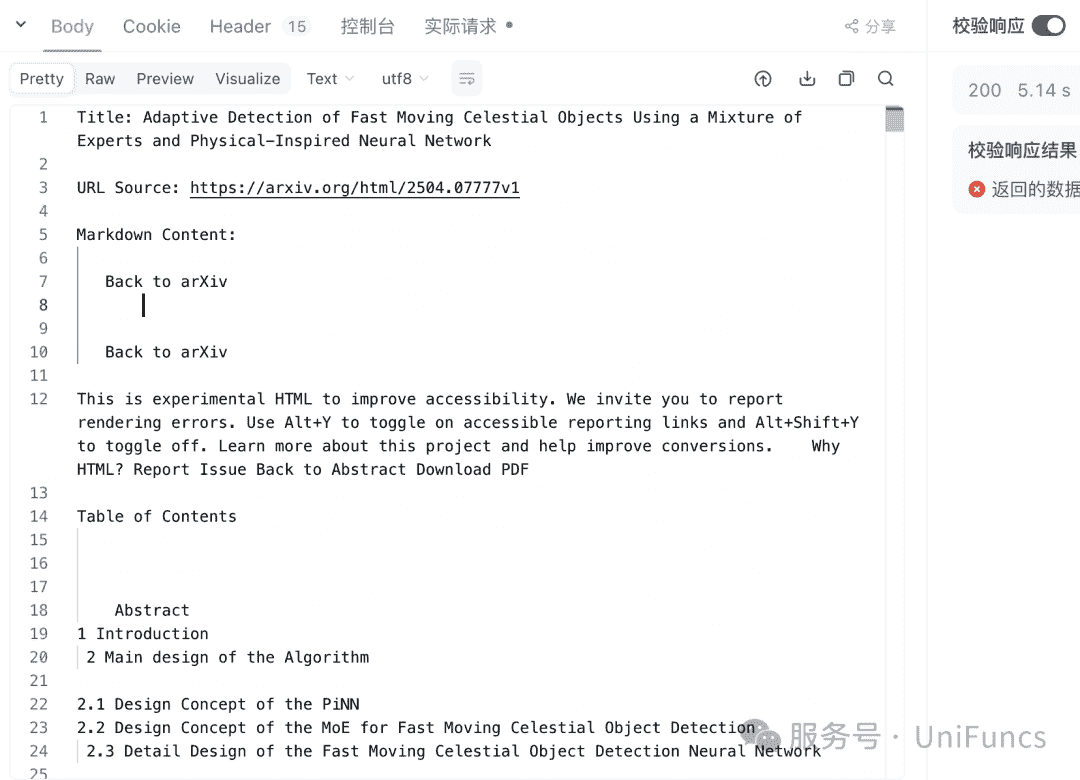 Body Cookie Header 15 控制台 实际请求 分享 校验响应
Pretty Raw Preview Visualize Text utf8
200 5.14 s
校验响应结果
返回的数据
1 Title: Adaptive Detection of Fast Moving Celestial Objects Using a Mixture of
Experts and Physical-Inspired Neural Network
2
3 URL Source: https://arxiv.org/html/2504.07777v1
4
5 Markdown Content:
6
7 Back to arXiv
8
9
10 Back to arXiv
11
12 This is experimental HTML to improve accessibility. We invite you to report
rendering errors. Use Alt+Y to toggle on accessible reporting links and Alt+Shift+Y
to toggle off. Learn more about this project and help improve conversions. Why
HTML? Report Issue Back to Abstract Download PDF
13
14 Table of Contents
15
16
17
18 Abstract
19 1 Introduction
20 2 Main design of the Algorithm
21
22 2.1 Design Concept of the PiNN
23 2.2 Design Concept of the MoE for Fast Moving Celestial Object Detection
24 2.3 Detail Design of the Fast Moving Celestial Object Detection Neural Network
25
服务号 · UniFuncs